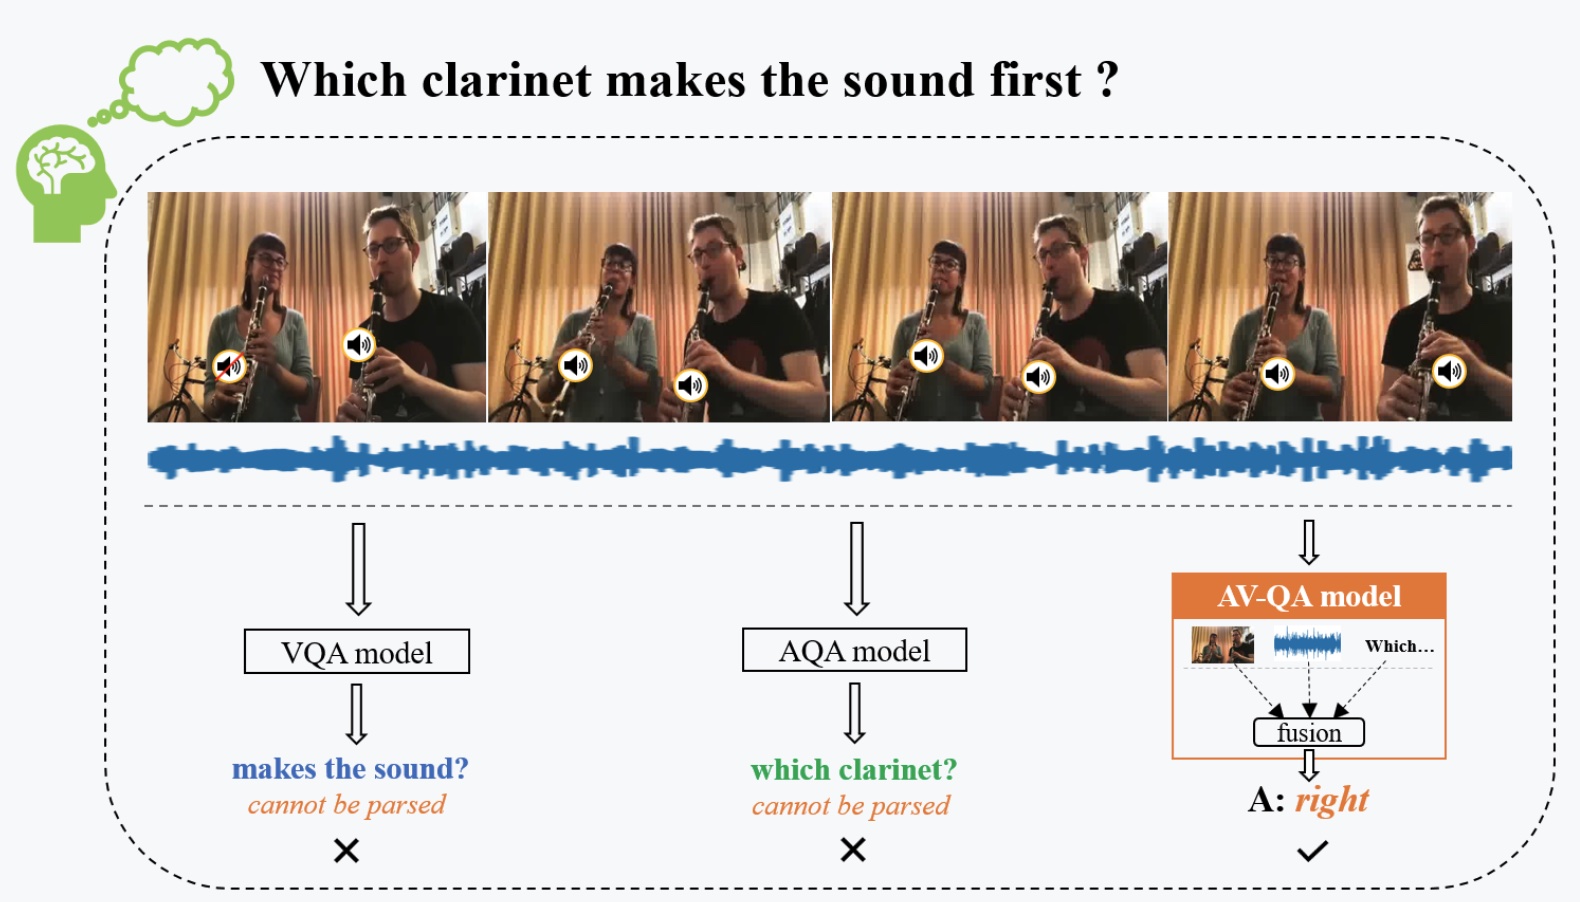 Which clarinet makes the sound first ?
VQA model
makes the sound?
cannot be parsed
AQA model
which clarinet?
cannot be parsed
AV-QA model
Which...
fusion
A: right